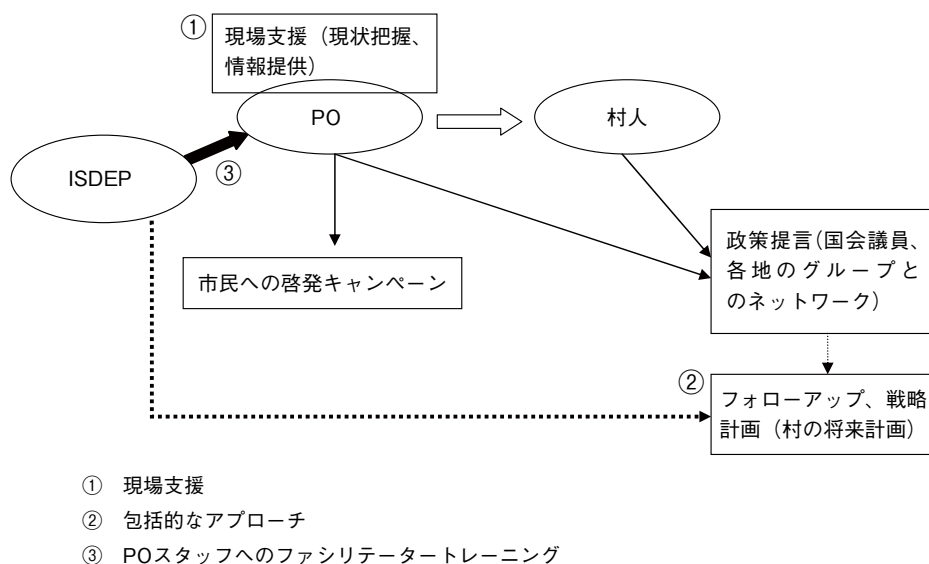 ①
現場支援（現状把握、
情報提供）
PO
村人
ISDEP
③
政策提言（国会議員、
各地のグループと
のネットワーク）
市民への啓発キャンペーン
②
フォローアップ、戦略
計画（村の将来計画）
① 現場支援
② 包括的なアプローチ
③ POスタッフへのファシリテータートレーニング